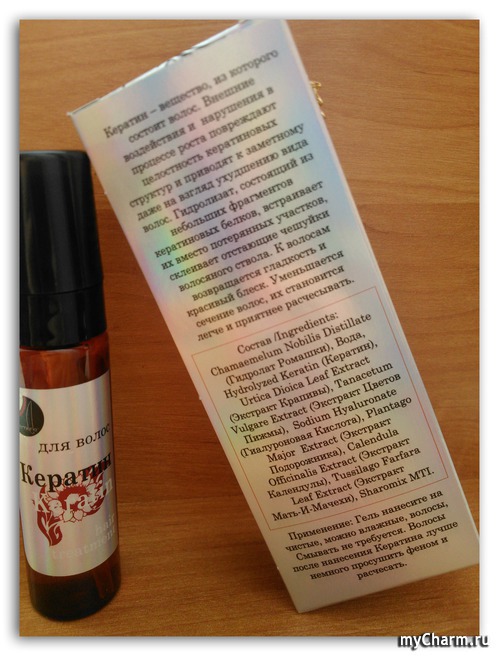 Кератин – вещество, из которого
состоит волос. Внешние
воздействия и нарушения в
процессе роста повреждают
целостность кератиновых
структур и приводят к заметному
даже на взгляд ухудшению вида
волос. Гидролизат, состоящий из
небольших фрагментов
кератиновых белков, встраивает
их вместо потерянных участков,
склеивает отстающие чешуйки
волосяного ствола. К волосам
возвращается гладкость и
красивый блеск. Уменьшается
сечение волос, их становится
легче и приятнее расчесывать.
Состав /Ingredients:
Chamaemelum Nobilis Distillate
(Гидролат Ромашки), Вода,
Hydrolyzed Keratin (Кератин),
Urtica Dioica Leaf Extract
(Экстракт Крапивы), Tanacetum
Vulgare Extract (Экстракт Цветов
Пижмы), Sodium Hyaluronate
(Гиалуроновая Кислота), Plantago
Major Extract (Экстракт
Подорожника), Calendula
Officinalis Extract (Экстракт
Календулы), Tussilago Farfara
Leaf Extract (Экстракт
Мать-И-Мачехи), Sharomix MTI.
Применение: Гель нанесите на
чистые, можно влажные, волосы.
Смывать не требуется. Волосы
после нанесения Кератина лучше
немного просушить феном и
расчесать.
для волос
Кератин
hair
treatment
myCharm.ru